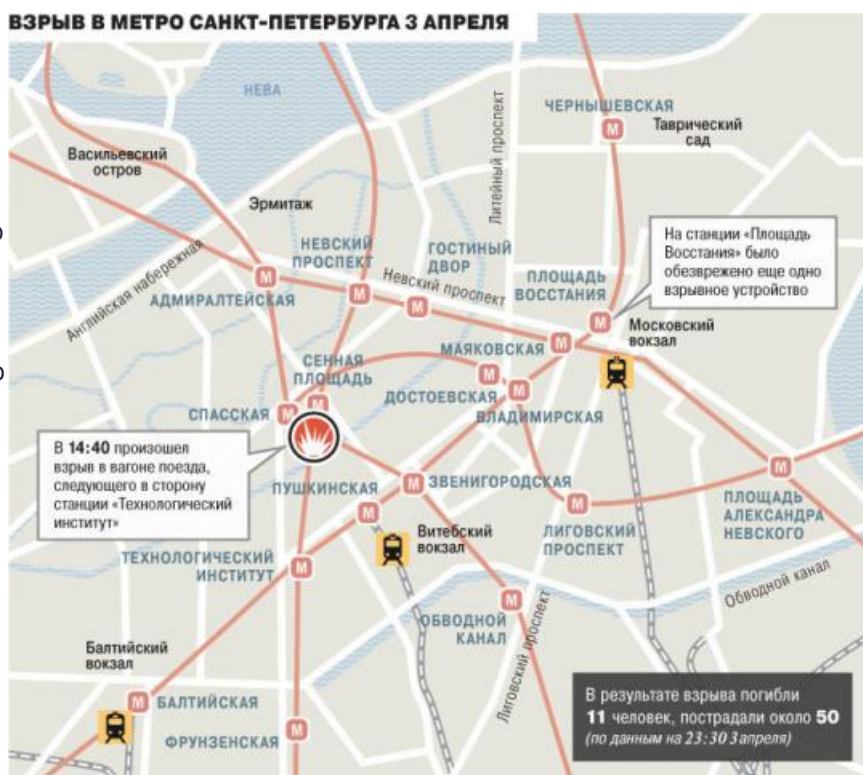 ВЗРЫВ В МЕТРО САНКТ-ПЕТЕРБУРГА 3 АПРЕЛЯ
НЕВА
ЧЕРНЫШЕВСКАЯ
Таврический
сад
Литейный проспект
Васильевский
остров
Эрмитаж
о
Английская набережная
НЕВСКИЙ
ПРОСПЕКТ
ГОСТИНЫЙ
ДВОР
Невский проспект
ПЛОЩАДЬ
ВОССТАНИЯ
На станции «Площадь
Восстания» было
обезврежено еще одно
взрывное устройство
АДМИРАЛТЕЙСКАЯ
Московский
вокзал
МАЯКОВСКАЯ
о
СЕННАЯ
ПЛОЩАДЬ
ДОСТОЕВСКАЯ
СПАССКАЯ
ВЛАДИМИРСКАЯ
В 14:40 произошел
взрыв в вагоне поезда,
следующего в сторону
станции «Технологический
институт»
ПУШКИНСКАЯ
ЗВЕНИГОРОДСКАЯ
ПЛОЩАДЬ
АЛЕКСАНДРА
НЕВСКОГО
Витебский
вокзал
ЛИГОВСКИЙ
ПРОСПЕКТ
ТЕХНОЛОГИЧЕСКИЙ
ИНСТИТУТ
Обводной канал
ОБВОДНОЙ
КАНАЛ
Лиговский проспект
Балтийский
вокзал
БАЛТИЙСКАЯ
ФРУНЗЕНСКАЯ
В результате взрыва погибли
11 человек, пострадали около 50
(по данным на 23:30 3 апреля)